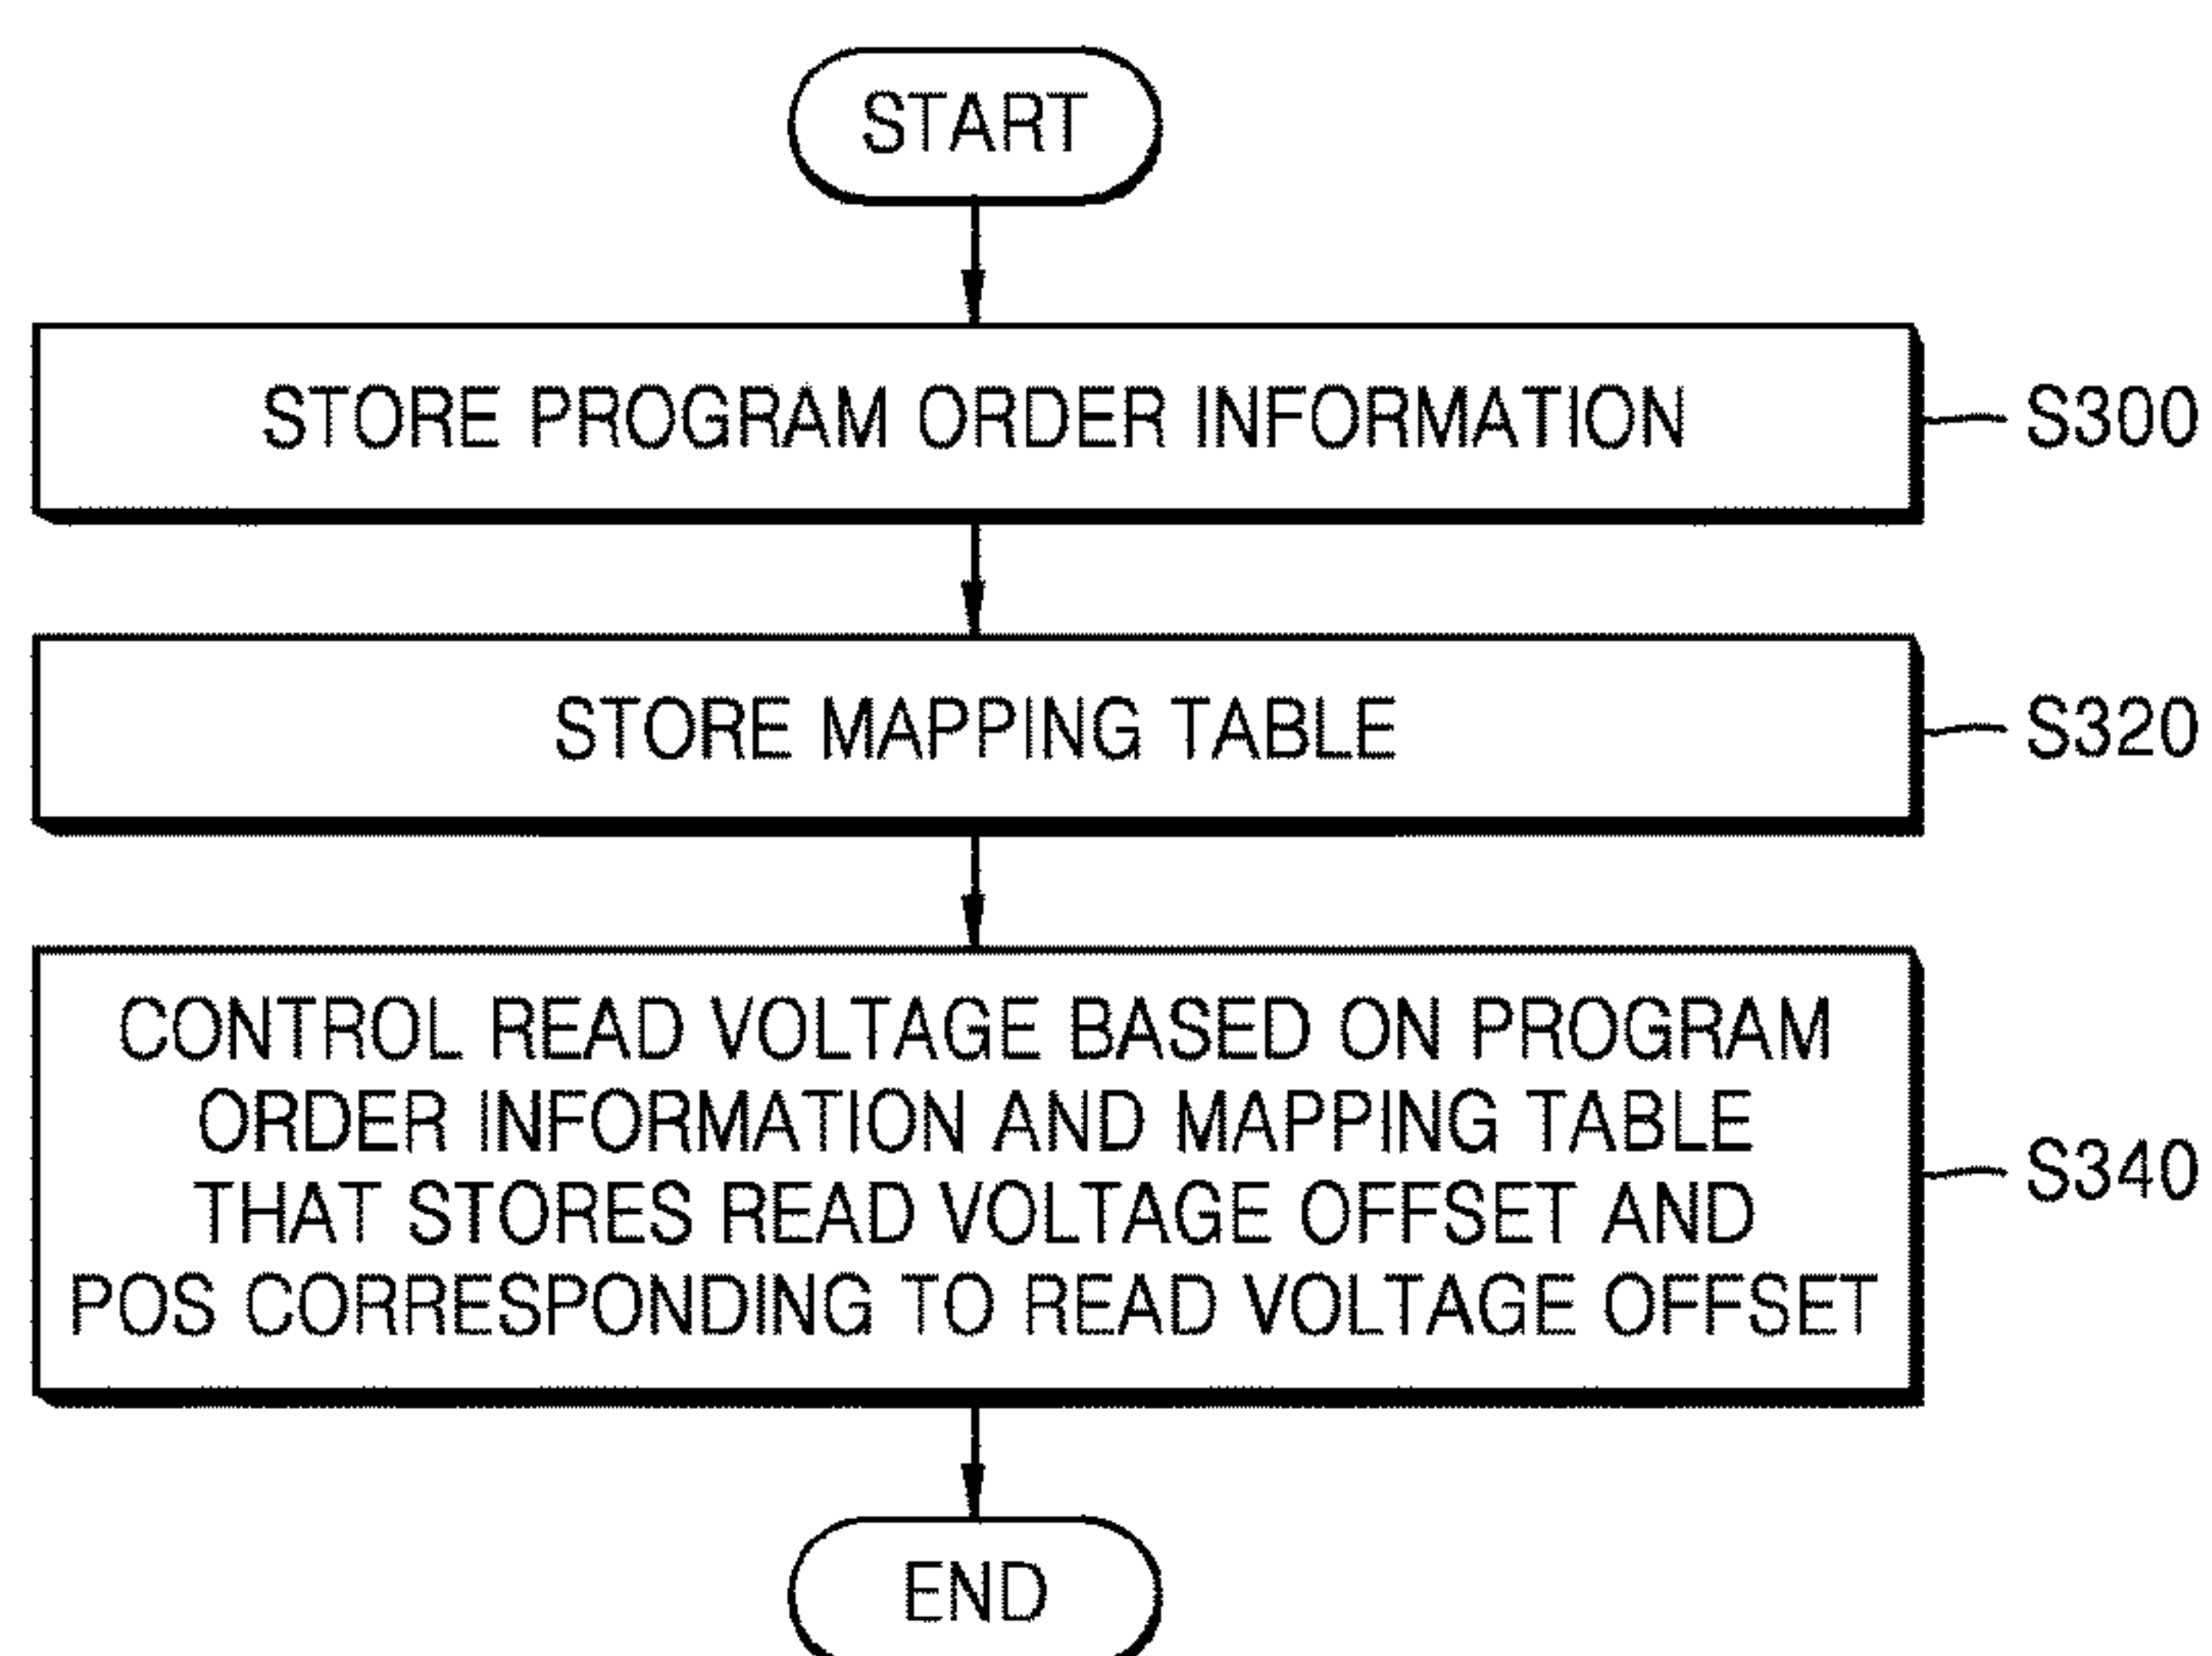 START
STORE PROGRAM ORDER INFORMATION
S300
STORE MAPPING TABLE
S320
CONTROL READ VOLTAGE BASED ON PROGRAM
ORDER INFORMATION AND MAPPING TABLE
THAT STORES READ VOLTAGE OFFSET AND
POS CORRESPONDING TO READ VOLTAGE OFFSET
S340
END